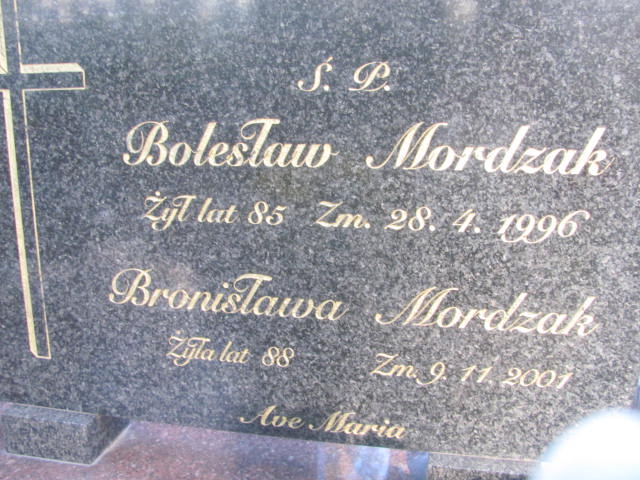 Ś. P.
Bolesław Mordzak
Żył lat 85 Zm. 28. 4. 1996
Bronisława Mordzak
Żyła lat 88 Zm. 9. 11. 2001
Ave Maria